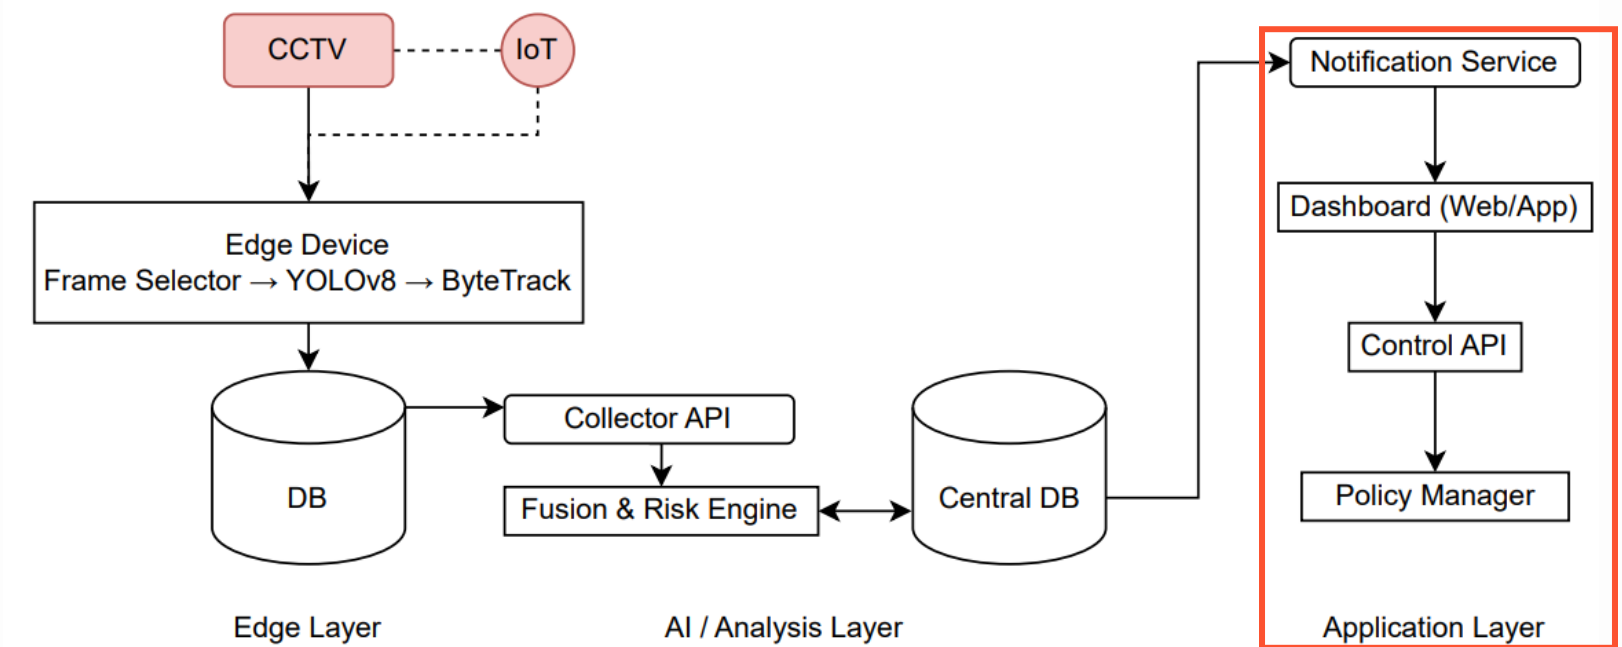 CCTV
IoT
Edge Device
Frame Selector → YOLOv8 → ByteTrack
DB
Collector API
Fusion & Risk Engine
Central DB
Notification Service
Dashboard (Web/App)
Control API
Policy Manager
Edge Layer
AI / Analysis Layer
Application Layer